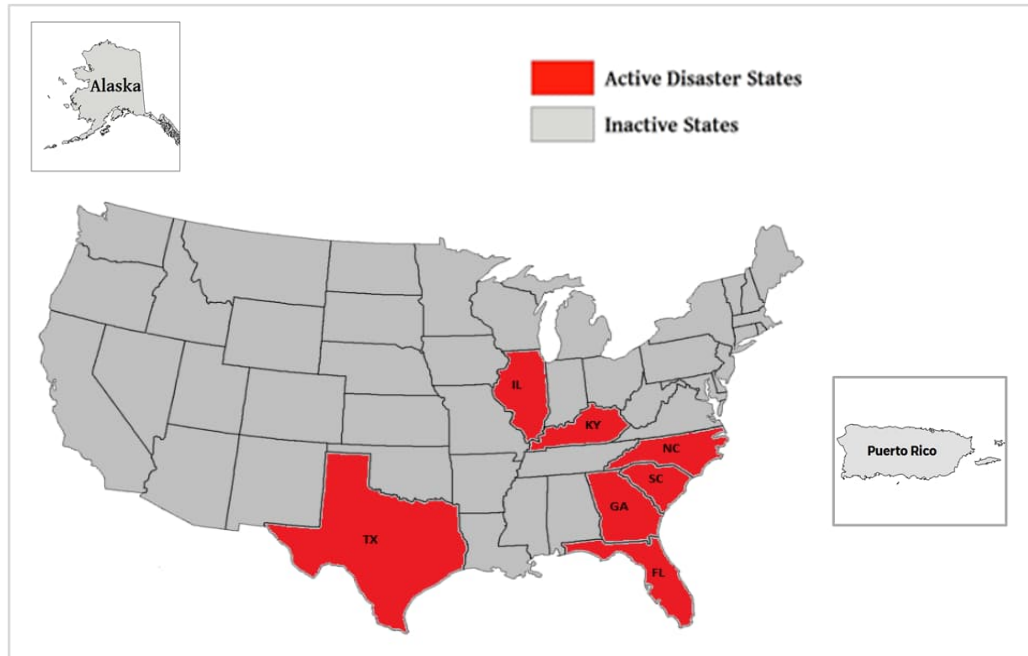 Alaska
Active Disaster States
Inactive States
IL
KY
NC
SC
GA
TX
FL
Puerto Rico